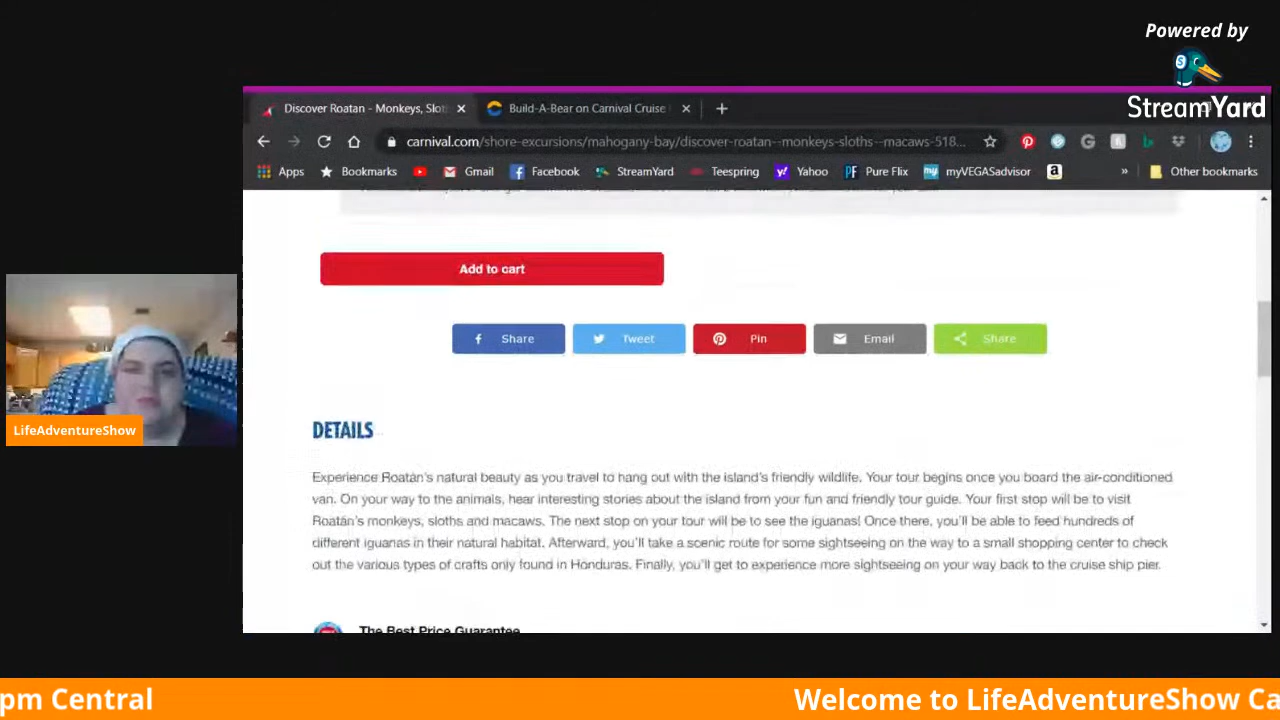 Powered by
StreamYard
Discover Roatan - Monkeys, Slot
Build-A-Bear on Carnival Cruise
carnival.com/shore-excursions/mahogany-bay/discover-roatan--monkeys-sloths--macaws-518...
Apps
Bookmarks
Gmail
Facebook
StreamYard
Teespring
Yahoo
PF Pure Flix
my myVEGASadvisor
a
»
Other bookmarks
Add to cart
Share
Tweet
Pin
Email
Share
DETAILS
Experience Roatán's natural beauty as you travel to hang out with the island's friendly wildlife. Your tour begins once you board the air-conditioned
van. On your way to the animals, hear interesting stories about the island from your fun and friendly tour guide. Your first stop will be to visit
Roatán's monkeys, sloths and macaws. The next stop on your tour will be to see the iguanas! Once there, you'll be able to feed hundreds of
different iguanas in their natural habitat. Afterward, you'll take a scenic route for some sightseeing on the way to a small shopping center to check
out the various types of crafts only found in Honduras. Finally, you'll get to experience more sightseeing on your way back to the cruise ship pier.
The Best Price Guarantee
LifeAdventureShow
pm Central
Welcome to LifeAdventureShow Ca